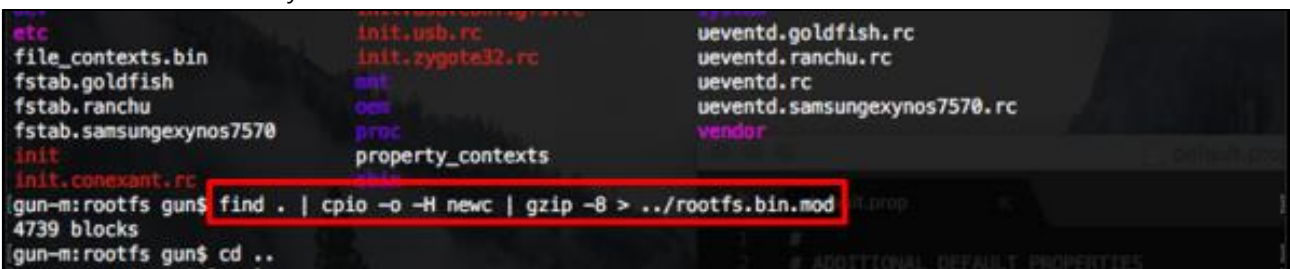 etc init.usb.rc ueventd.goldfish.rc
file_contexts.bin init.zygote32.rc ueventd.ranchu.rc
fstab.goldfish mnt ueventd.rc
fstab.ranchu oem ueventd.samsungexynos7570.rc
fstab.samsungexynos7570 proc vendor
init property_contexts
init.conexant.rc sbin
[gun-m:rootfs gun$ find . | cpio -o -H newc | gzip -8 > ../rootfs.bin.mod
4739 blocks
[gun-m:rootfs gun$ cd ..
# ADDITIONAL DEFAULT PROPERTIES